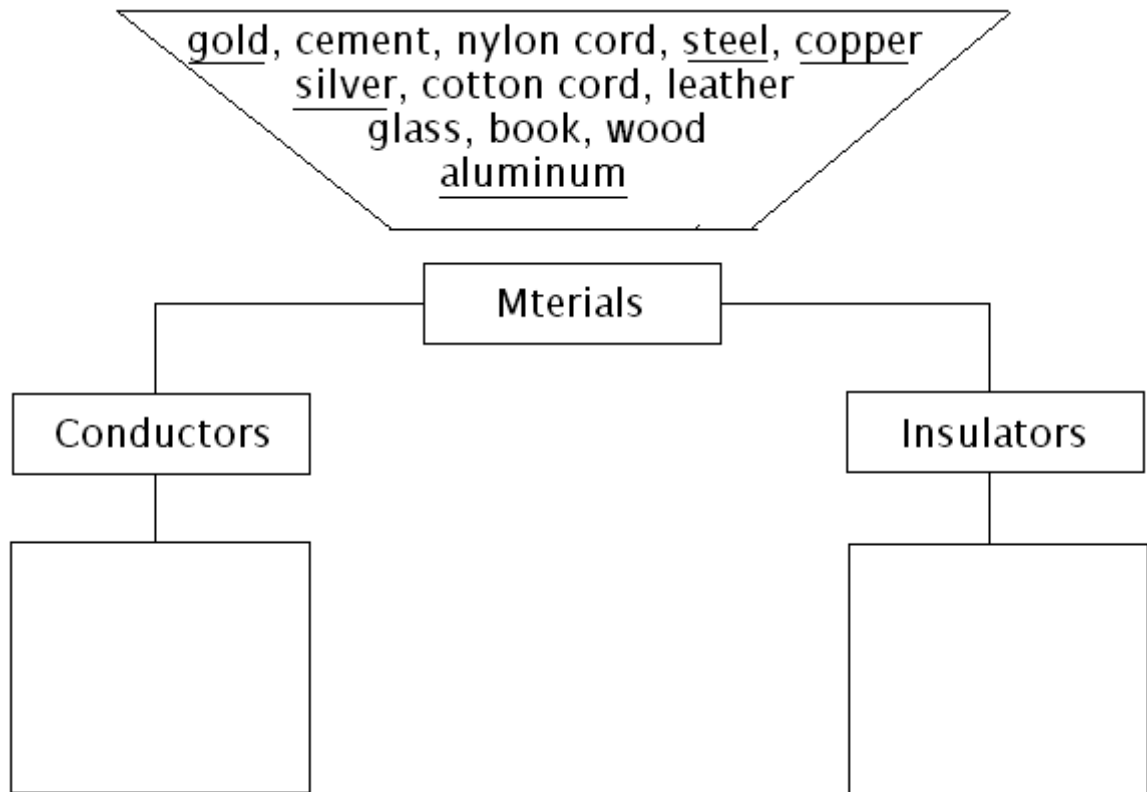 gold, cement, nylon cord, steel, copper
silver, cotton cord, leather
glass, book, wood
aluminum
Mterials
Conductors
Insulators